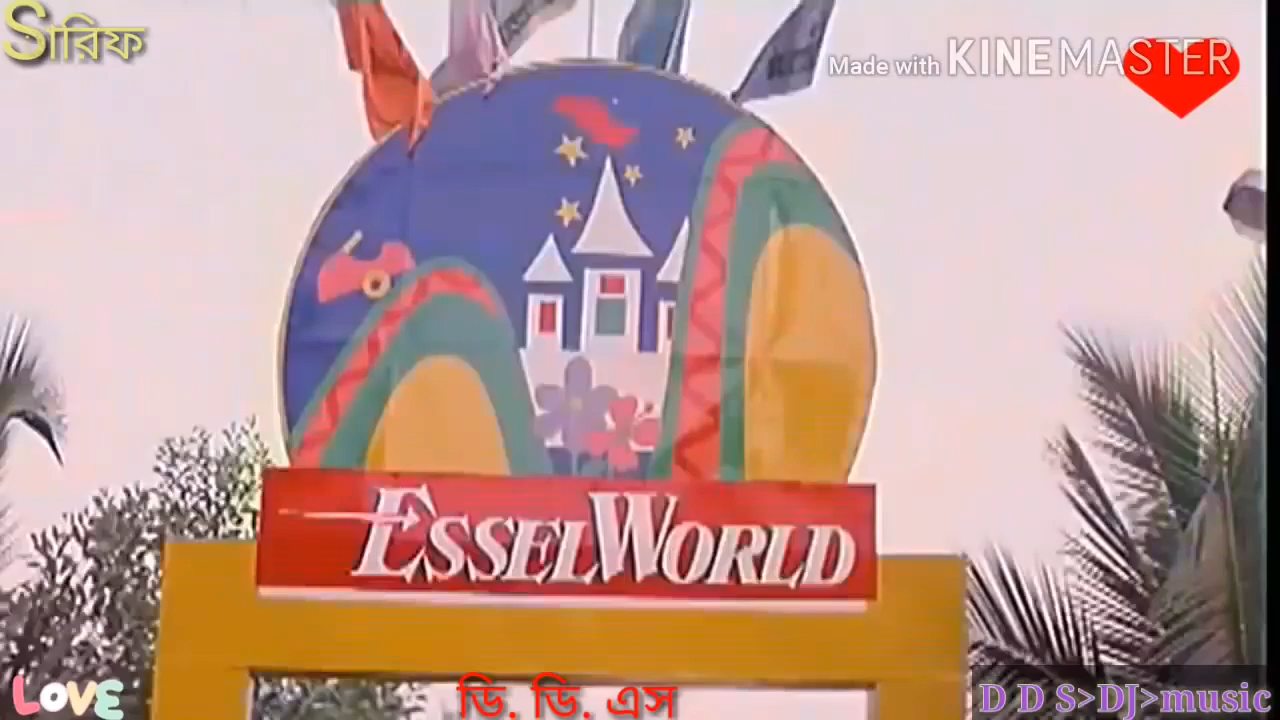 Sারিফ
Made with KINEMASTER
ESSELWORLD
LOVE
ডি. ডি. এস
D D S>DJ>music